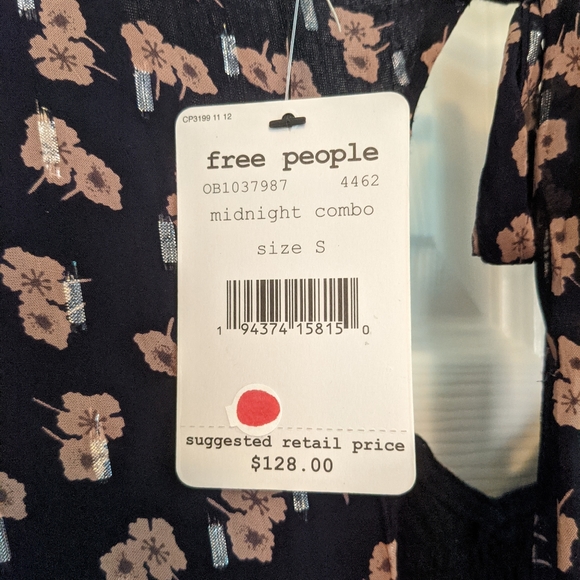 CP3199 11 12
free people
OB1037987 4462
midnight combo
size S
1 94374 15815 0
suggested retail price
$128.00